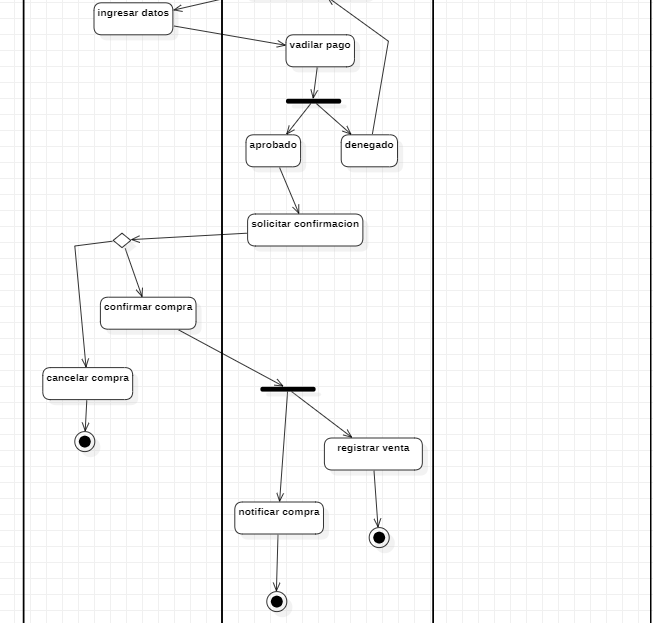 ingresar datos
vadilar pago
aprobado
denegado
solicitar confirmacion
confirmar compra
cancelar compra
registrar venta
notificar compra